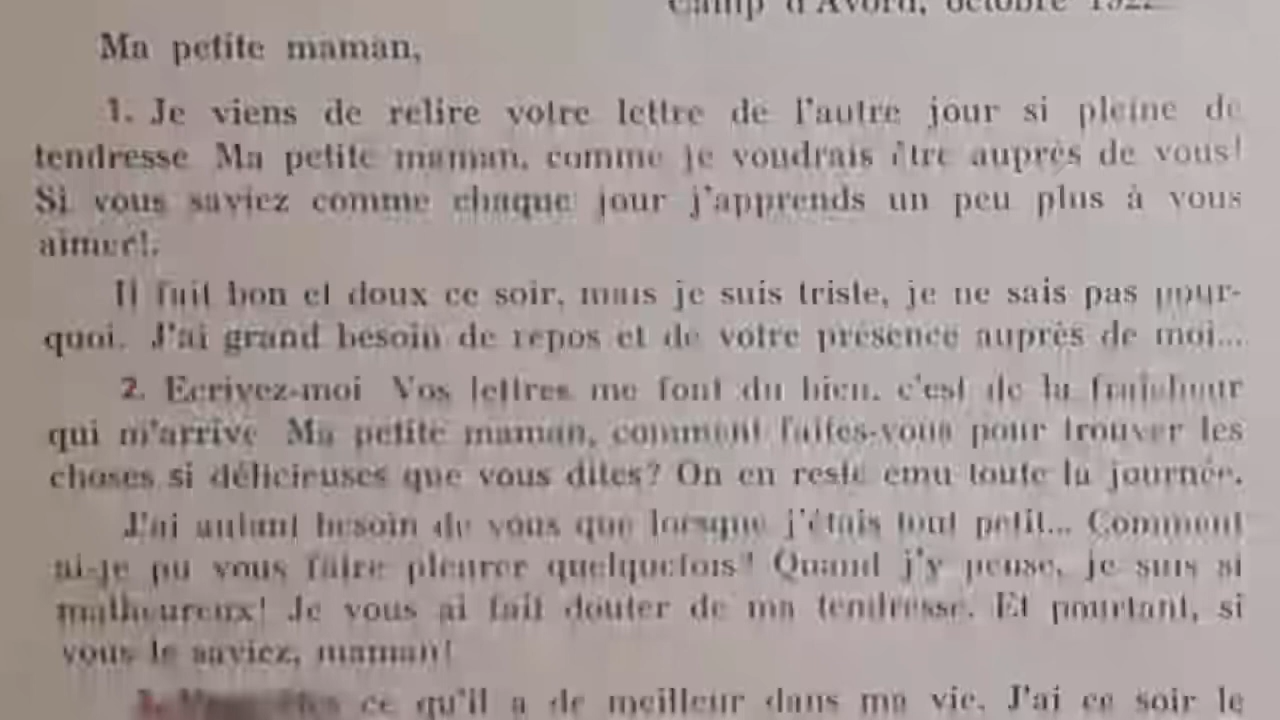 Camp d'Avord, octobre 1922
Ma petite maman,
1. Je viens de relire votre lettre de l'autre jour si pleine de
tendresse Ma petite maman, comme je voudrais être auprès de vous!
Si vous saviez comme chaque jour j'apprends un peu plus à vous
aimer!.
Il fait bon et doux ce soir, mais je suis triste, je ne sais pas pour-
quoi. J'ai grand besoin de repos et de votre présence auprès de moi...
2. Ecrivez-moi Vos lettres me font du bien, c'est de la fraîcheur
qui m'arrive Ma petite maman, comment faites-vous pour trouver les
choses si délicieuses que vous dites? On en reste ému toute la journée.
J'ai autant besoin de vous que lorsque j'étais tout petit... Comment
ai-je pu vous faire pleurer quelquefois! Quand j'y pense, je suis si
malheureux! Je vous ai fait douter de ma tendresse. Et pourtant, si
vous le saviez, maman!
3. ce qu'il a de meilleur dans ma vie. J'ai ce soir le